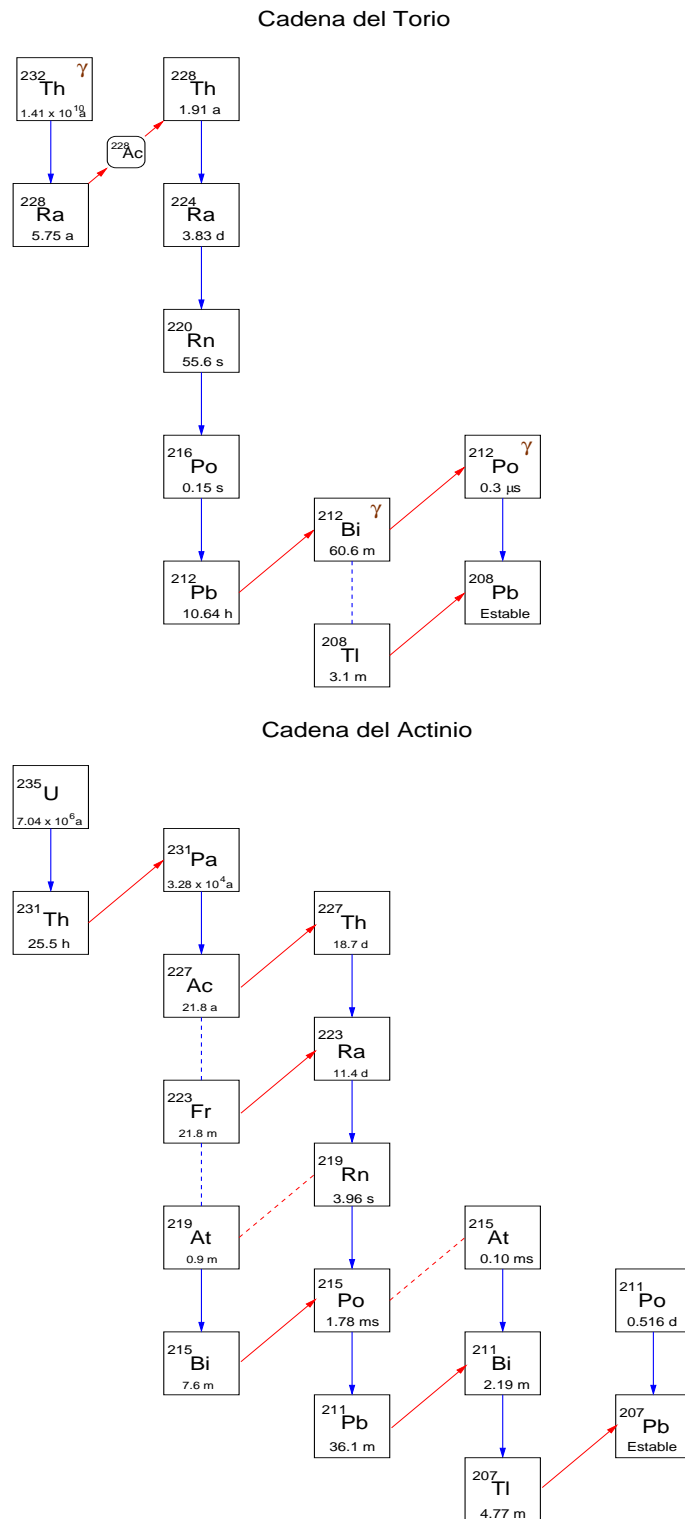 Cadena del Torio
232Th γ
1.41 x 10^10 a
228Th
1.91 a
228Ac
228Ra
5.75 a
224Ra
3.83 d
220Rn
55.6 s
216Po
0.15 s
212Po γ
0.3 μs
212Bi γ
60.6 m
212Pb
10.64 h
208Pb
Estable
208Tl
3.1 m
Cadena del Actinio
235U
7.04 x 10^6 a
231Pa
3.28 x 10^4 a
231Th
25.5 h
227Th
18.7 d
227Ac
21.8 a
223Ra
11.4 d
223Fr
21.8 m
219Rn
3.96 s
219At
0.9 m
215At
0.10 ms
215Po
1.78 ms
211Po
0.516 d
215Bi
7.6 m
211Bi
2.19 m
211Pb
36.1 m
207Pb
Estable
207Tl
4.77 m